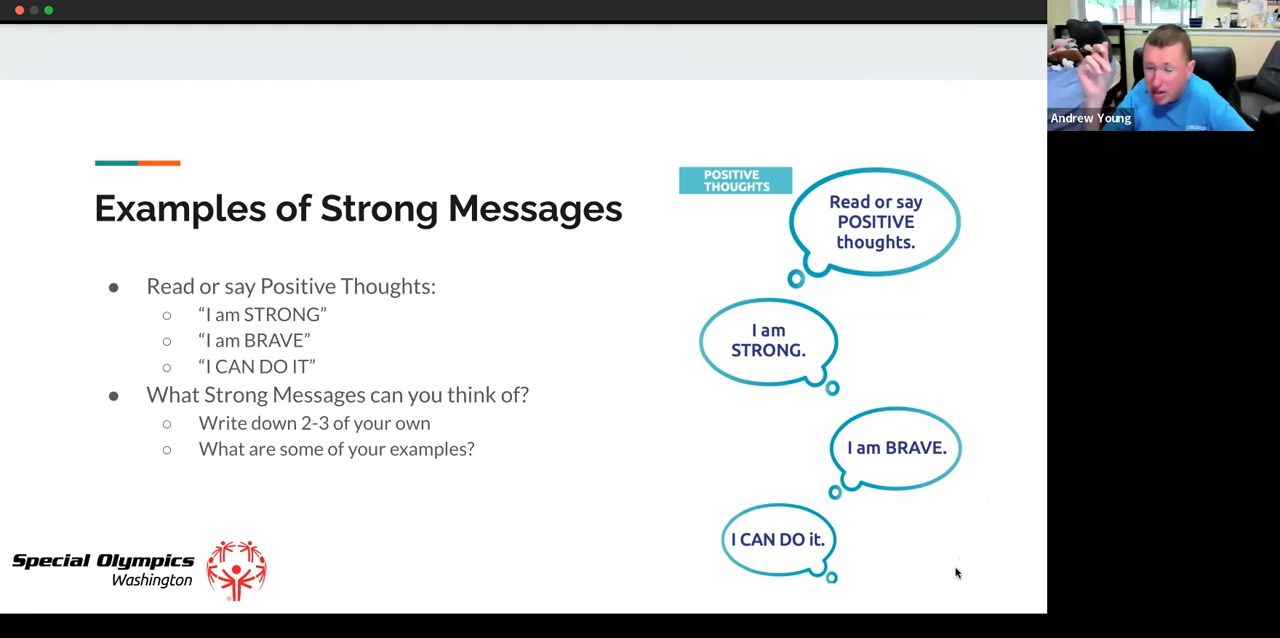 Andrew Young
Examples of Strong Messages
● Read or say Positive Thoughts:
○ “I am STRONG”
○ “I am BRAVE”
○ “I CAN DO IT”
● What Strong Messages can you think of?
○ Write down 2-3 of your own
○ What are some of your examples?
POSITIVE
THOUGHTS
Read or say
POSITIVE
thoughts.
I am
STRONG.
I am BRAVE.
I CAN DO it.
Special Olympics
Washington